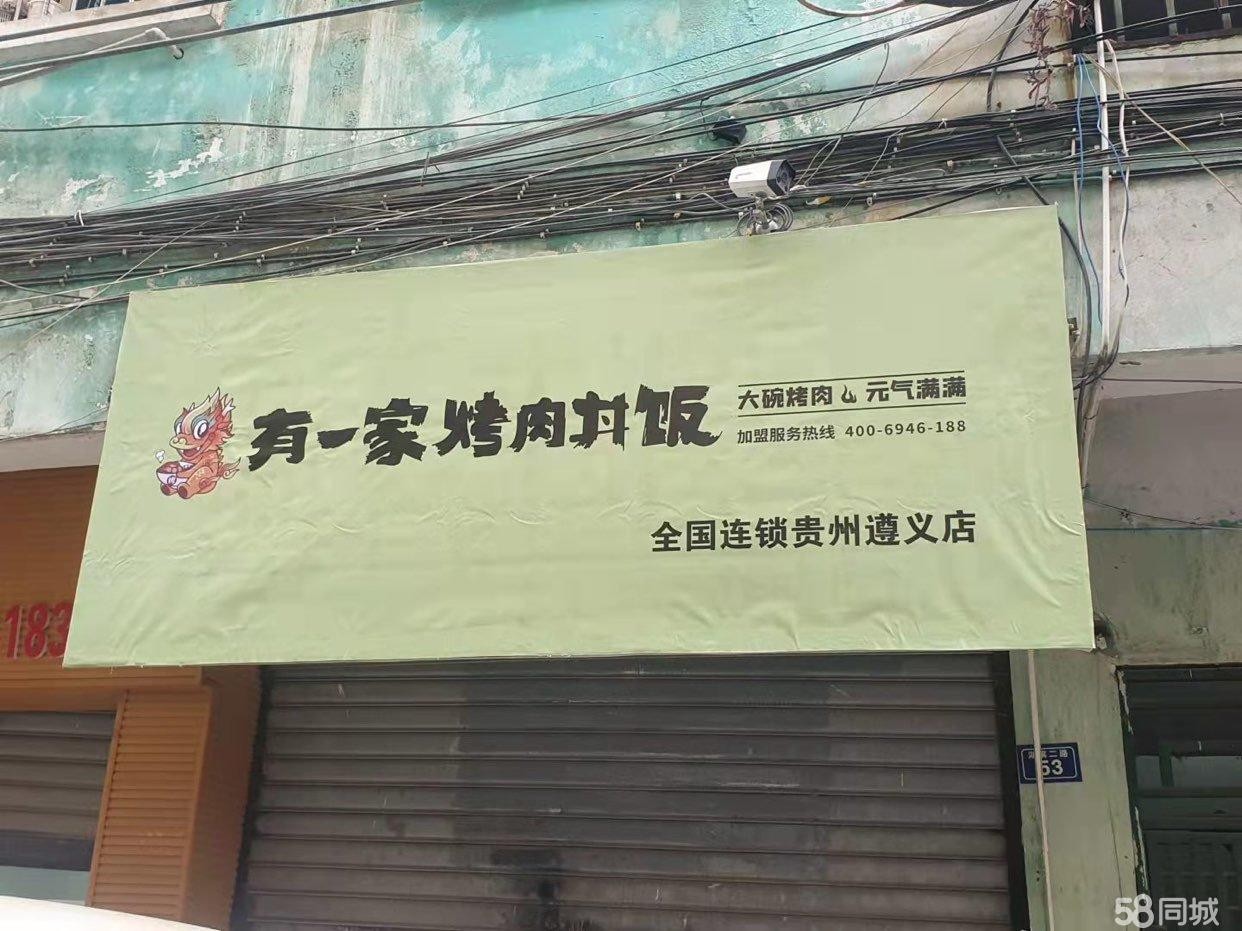 有一家烤肉丼饭
大碗烤肉 元气满满
加盟服务热线 400-6946-188
全国连锁贵州遵义店
183
二路
53
58同城